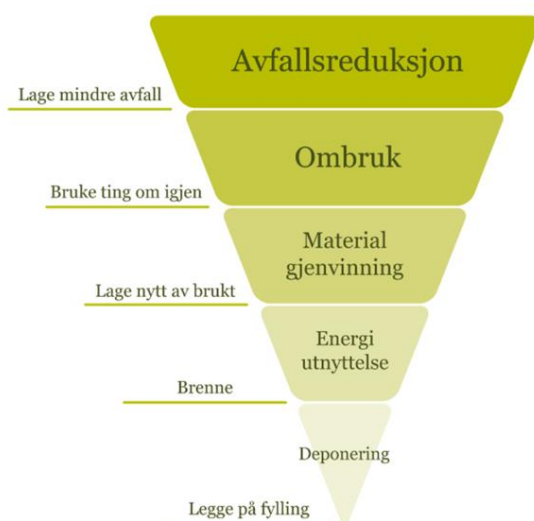 Avfallsreduksjon
Lage mindre avfall
Ombruk
Bruke ting om igjen
Material
gjenvinning
Lage nytt av brukt
Energi
utnyttelse
Brenne
Deponering
Legge på fylling